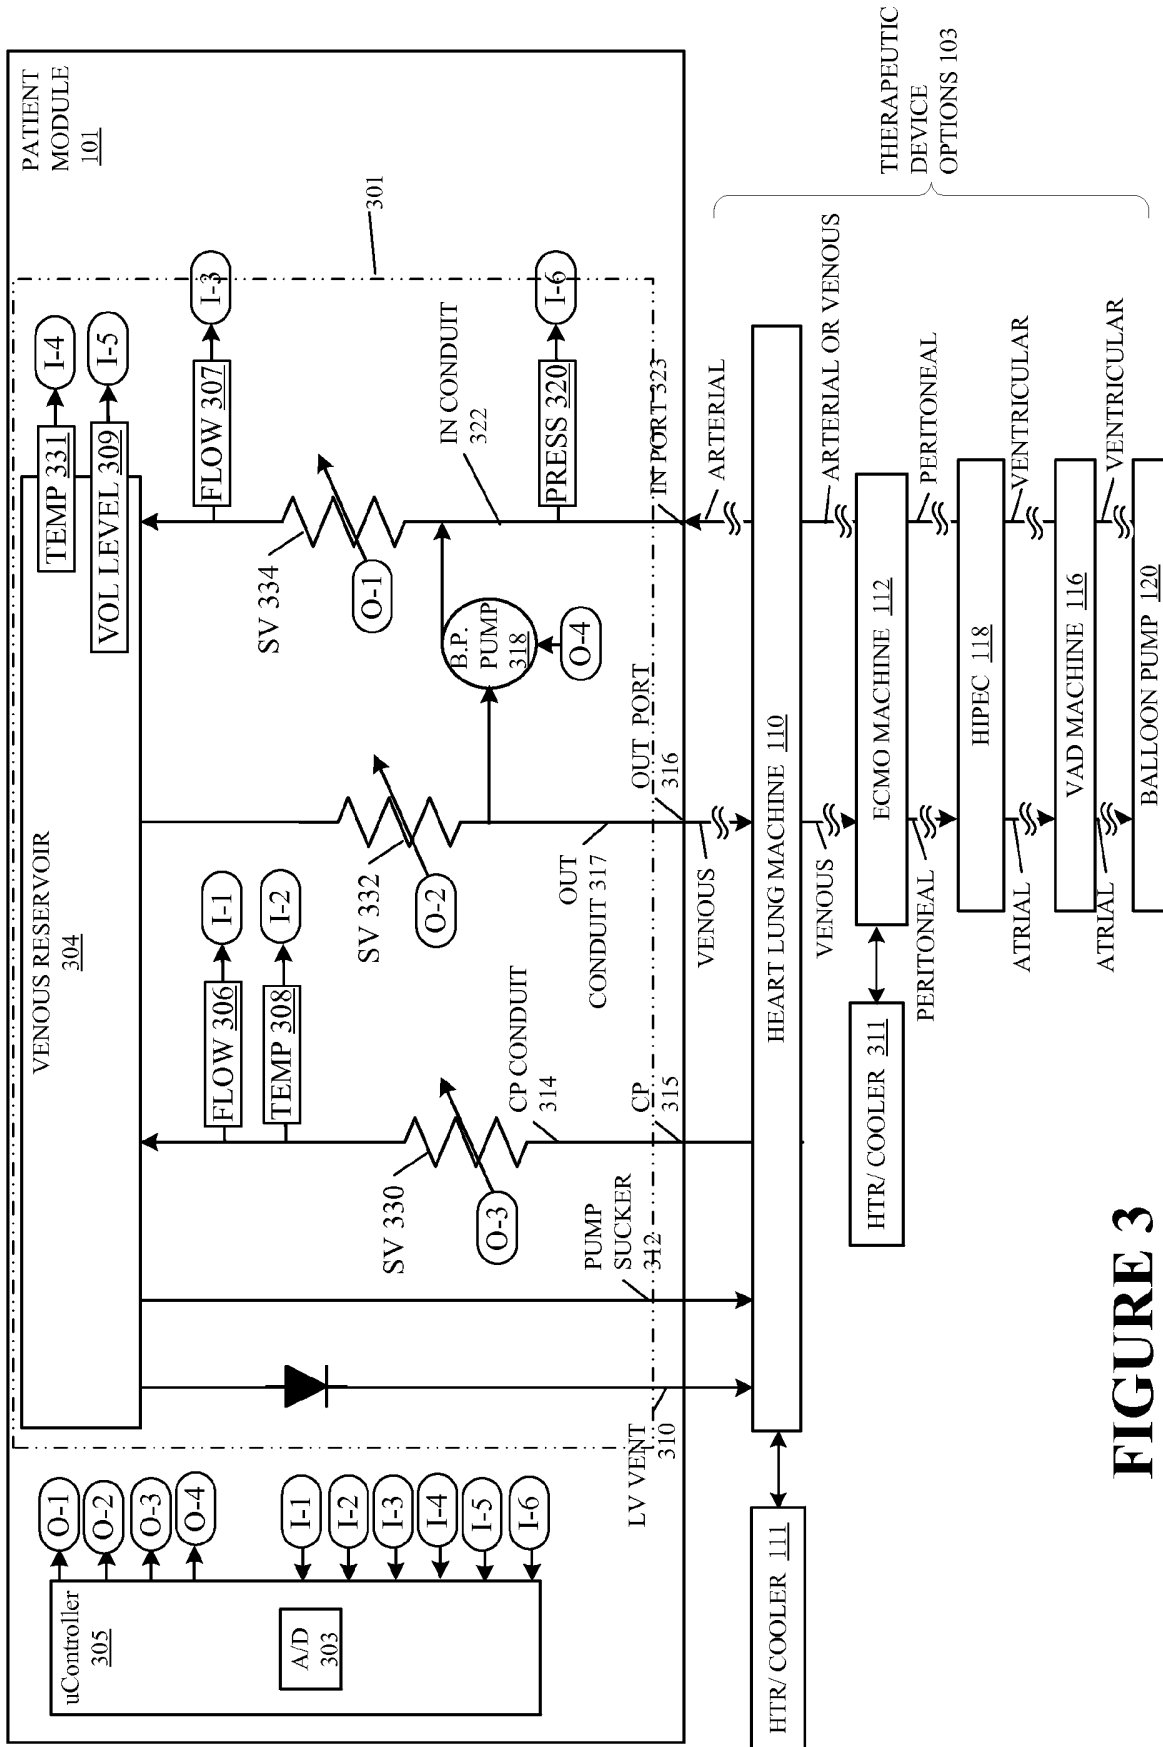 PATIENT
MODULE
101
uController
305
A/D
303
O-1
O-2
O-3
O-4
I-1
I-2
I-3
I-4
I-5
I-6
VENOUS RESERVOIR
304
TEMP 331
I-4
VOL LEVEL 309
I-5
FLOW 306
I-1
TEMP 308
I-2
FLOW 307
I-3
301
SV 330
O-3
SV 332
O-2
SV 334
O-1
B.P.
PUMP
318
O-4
IN CONDUIT
322
PRESS 320
I-6
CP CONDUIT
314
OUT
CONDUIT 317
LV VENT
310
PUMP
SUCKER
312
CP
315
OUT PORT
316
IN PORT 323
VENOUS
ARTERIAL
HTR/ COOLER 111
HEART LUNG MACHINE 110
VENOUS
ARTERIAL OR VENOUS
HTR/ COOLER 311
ECMO MACHINE 112
PERITONEAL
PERITONEAL
HIPEC 118
ATRIAL
VENTRICULAR
VAD MACHINE 116
ATRIAL
VENTRICULAR
BALLOON PUMP 120
THERAPEUTIC
DEVICE
OPTIONS 103
FIGURE 3